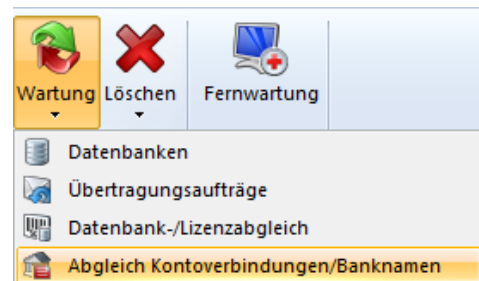 Wartung Löschen Fernwartung
Datenbanken
Übertragungsaufträge
Datenbank-/Lizenzabgleich
Abgleich Kontoverbindungen/Banknamen